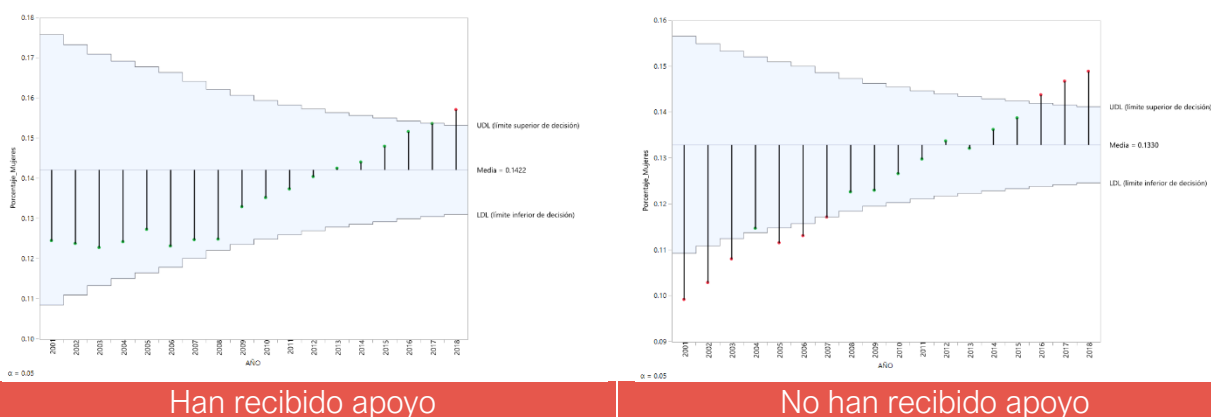 0.18
0.17
0.16
0.15
0.14
0.13
0.12
0.11
0.10
Porcentaje_Mujeres
UDL (límite superior de decisión)
Media = 0.1422
LDL (límite inferior de decisión)
2001 2002 2003 2004 2005 2006 2007 2008 2009 2010 2011 2012 2013 2014 2015 2016 2017 2018
AÑO
α = 0.05
Han recibido apoyo
0.16
0.15
0.14
0.13
0.12
0.11
0.10
0.09
Porcentaje_Mujeres
UDL (límite superior de decisión)
Media = 0.1330
LDL (límite inferior de decisión)
2001 2002 2003 2004 2005 2006 2007 2008 2009 2010 2011 2012 2013 2014 2015 2016 2017 2018
AÑO
α = 0.05
No han recibido apoyo